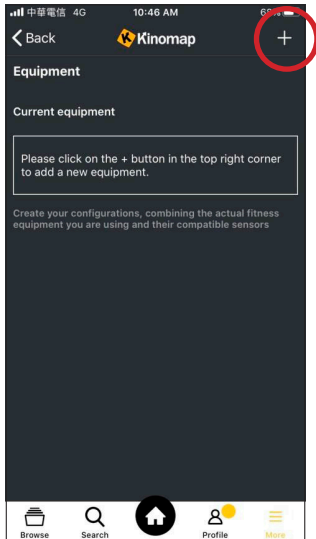 中華電信 4G 10:46 AM
Back Kinomap +
Equipment
Current equipment
Please click on the + button in the top right corner
to add a new equipment.
Create your configurations, combining the actual fitness
equipment you are using and their compatible sensors
Browse Search Profile More